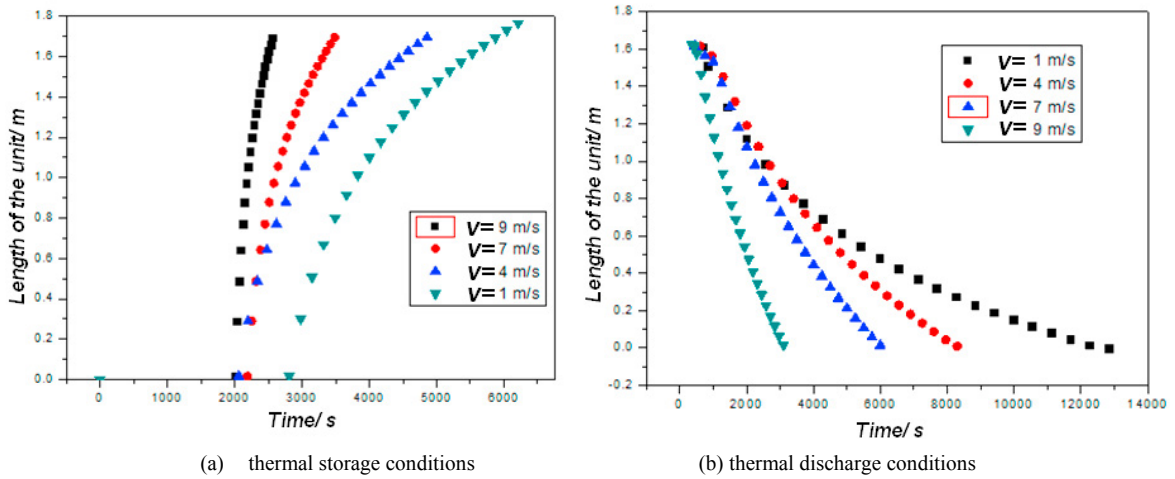 1.8
1.6
1.4
1.2
1.0
0.8
0.6
0.4
0.2
0.0
Length of the unit/ m
V= 9 m/s
V= 7 m/s
V= 4 m/s
V= 1 m/s
0 1000 2000 3000 4000 5000 6000
Time/ s
(a) thermal storage conditions
1.8
1.6
1.4
1.2
1.0
0.8
0.6
0.4
0.2
0.0
-0.2
Length of the unit/ m
V= 1 m/s
V= 4 m/s
V= 7 m/s
V= 9 m/s
0 2000 4000 6000 8000 10000 12000 14000
Time/ s
(b) thermal discharge conditions